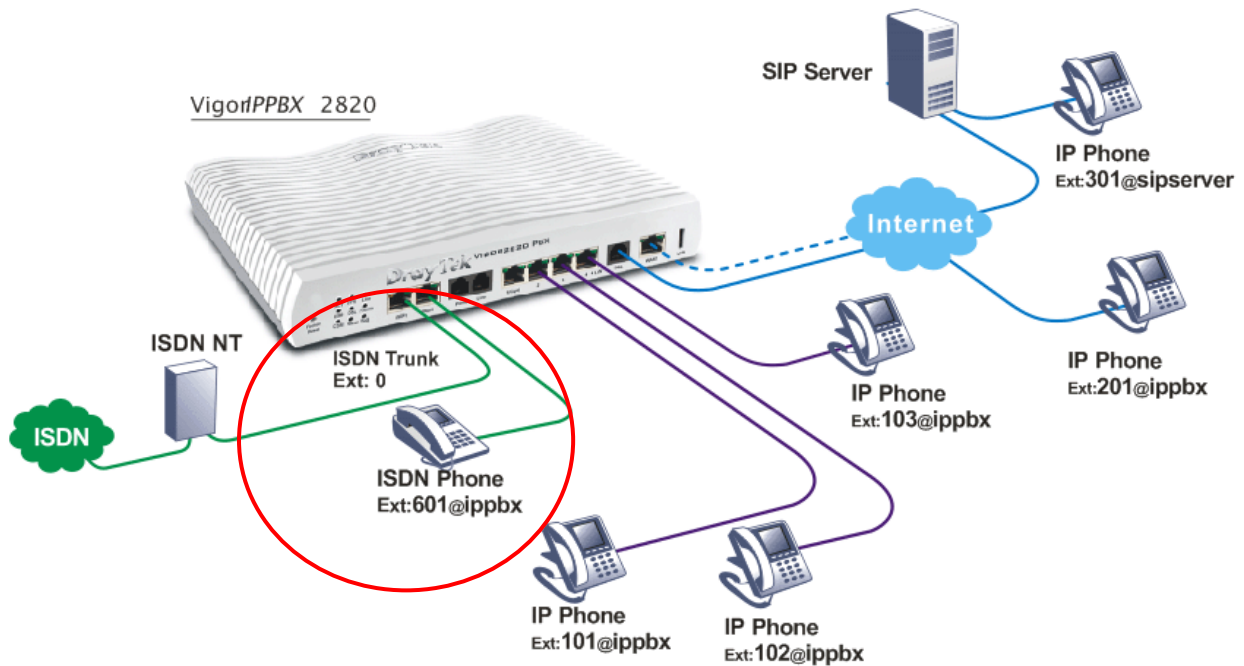 SIP Server
VigorIPPBX 2820
IP Phone
Ext:301@sipserver
Internet
DrayTek
ISDN NT
ISDN Trunk
Ext: 0
IP Phone
Ext:201@ippbx
IP Phone
Ext:103@ippbx
ISDN
ISDN Phone
Ext:601@ippbx
IP Phone
Ext:101@ippbx
IP Phone
Ext:102@ippbx